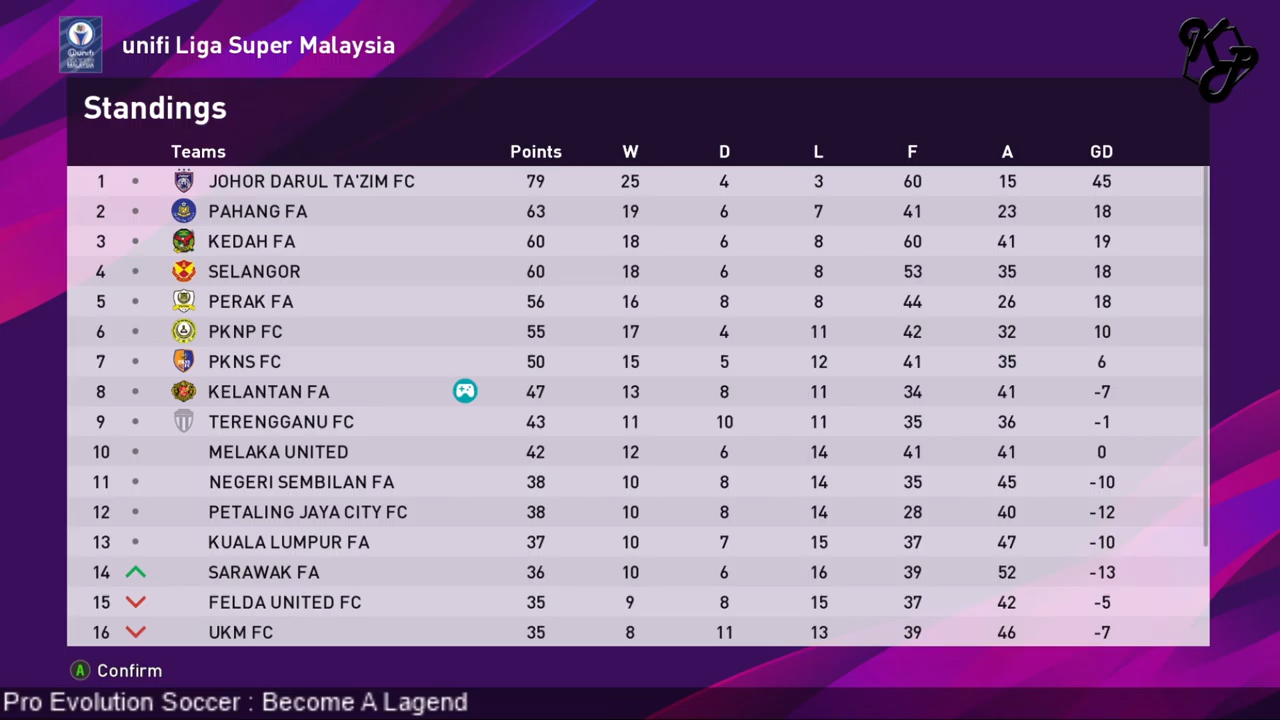 unifi Liga Super Malaysia
Standings
Teams Points W D L F A GD
1 JOHOR DARUL TA'ZIM FC 79 25 4 3 60 15 45
2 PAHANG FA 63 19 6 7 41 23 18
3 KEDAH FA 60 18 6 8 60 41 19
4 SELANGOR 60 18 6 8 53 35 18
5 PERAK FA 56 16 8 8 44 26 18
6 PKNP FC 55 17 4 11 42 32 10
7 PKNS FC 50 15 5 12 41 35 6
8 KELANTAN FA 47 13 8 11 34 41 -7
9 TERENGGANU FC 43 11 10 11 35 36 -1
10 MELAKA UNITED 42 12 6 14 41 41 0
11 NEGERI SEMBILAN FA 38 10 8 14 35 45 -10
12 PETALING JAYA CITY FC 38 10 8 14 28 40 -12
13 KUALA LUMPUR FA 37 10 7 15 37 47 -10
14 SARAWAK FA 36 10 6 16 39 52 -13
15 FELDA UNITED FC 35 9 8 15 37 42 -5
16 UKM FC 35 8 11 13 39 46 -7
A Confirm
Pro Evolution Soccer : Become A Lagend